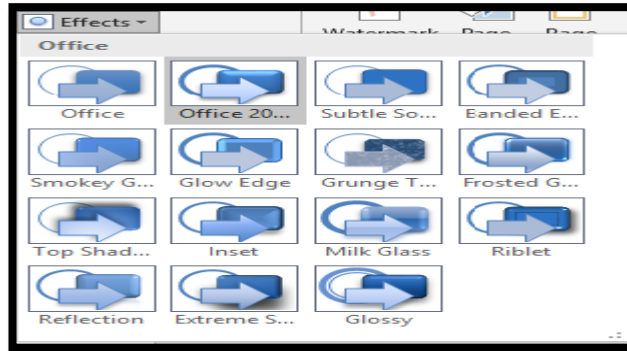 Effects
Watermark Page Page
Office
Office Office 20... Subtle So... Banded E...
Smokey G... Glow Edge Grunge T... Frosted G...
Top Shad... Inset Milk Glass Riblet
Reflection Extreme S... Glossy